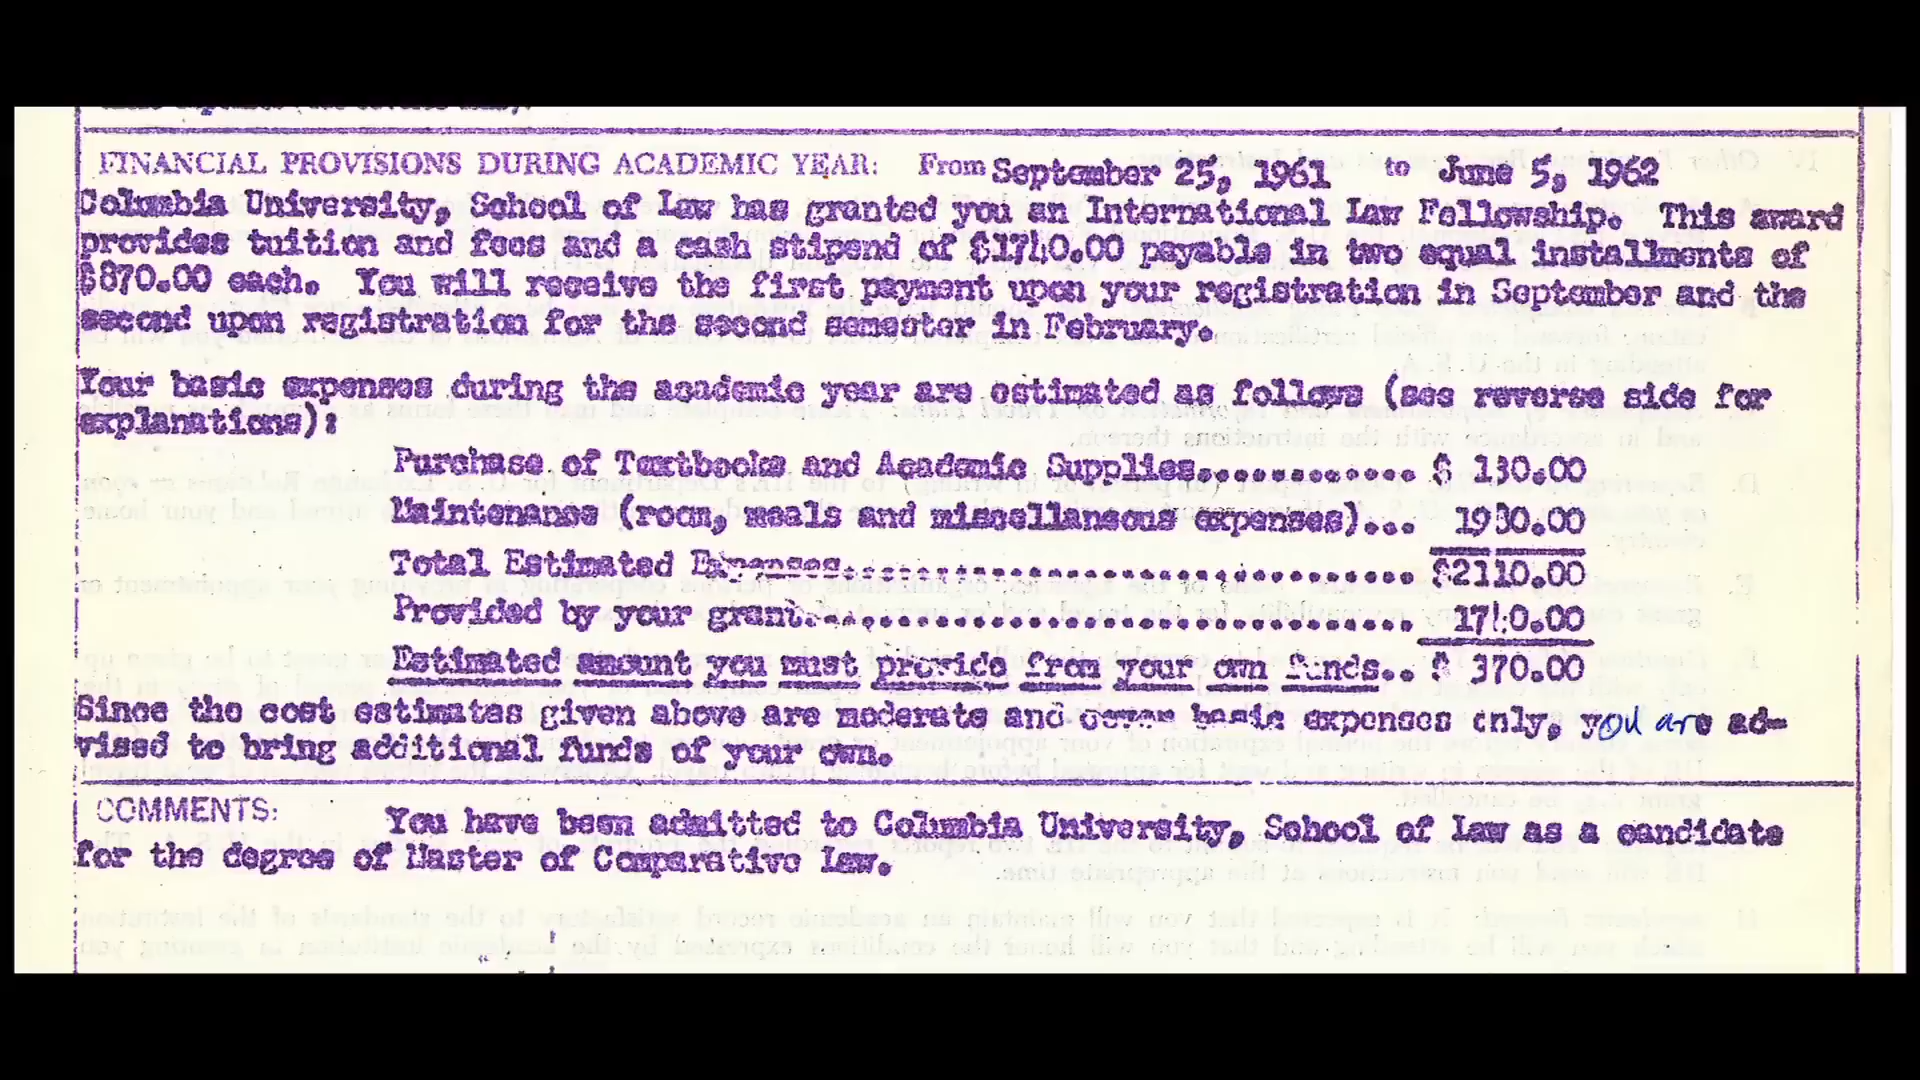 FINANCIAL PROVISIONS DURING ACADEMIC YEAR: From September 25, 1961 to June 5, 1962
Columbia University, School of Law has granted you an International Law Fellowship. This award
provides tuition and fees and a cash stipend of $1740.00 payable in two equal installments of
$870.00 each. You will receive the first payment upon your registration in September and the
second upon registration for the second semester in February.
Your basic expenses during the academic year are estimated as follows (see reverse side for
explanations):
Purchase of Textbooks and Academic Supplies............. $ 130.00
Maintenance (room, meals and miscellaneous expenses)... 1980.00
Total Estimated Expenses................................ $2110.00
Provided by your grant.................................. 1740.00
Estimated amount you must provide from your own funds.. $ 370.00
Since the cost estimates given above are moderate and cover basic expenses only, you are ad-
vised to bring additional funds of your own.
COMMENTS: You have been admitted to Columbia University, School of Law as a candidate
for the degree of Master of Comparative Law.